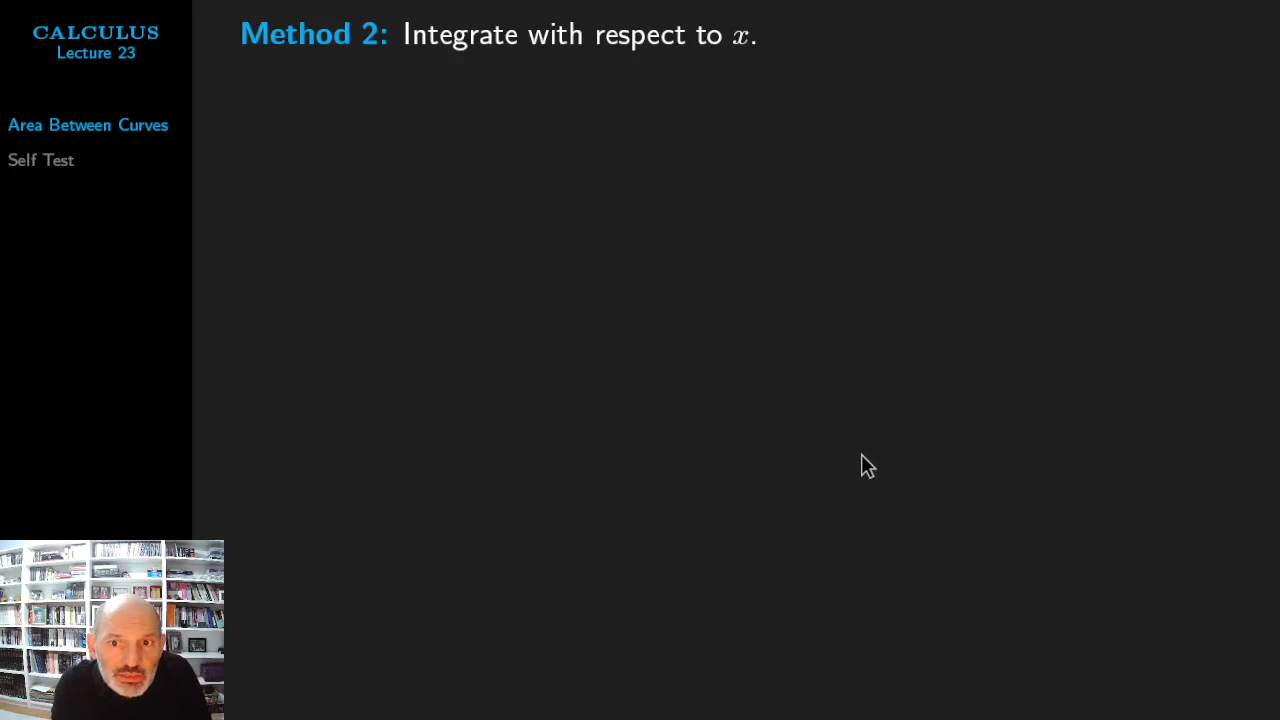 CALCULUS
Lecture 23
Area Between Curves
Self Test
Method 2: Integrate with respect to x.